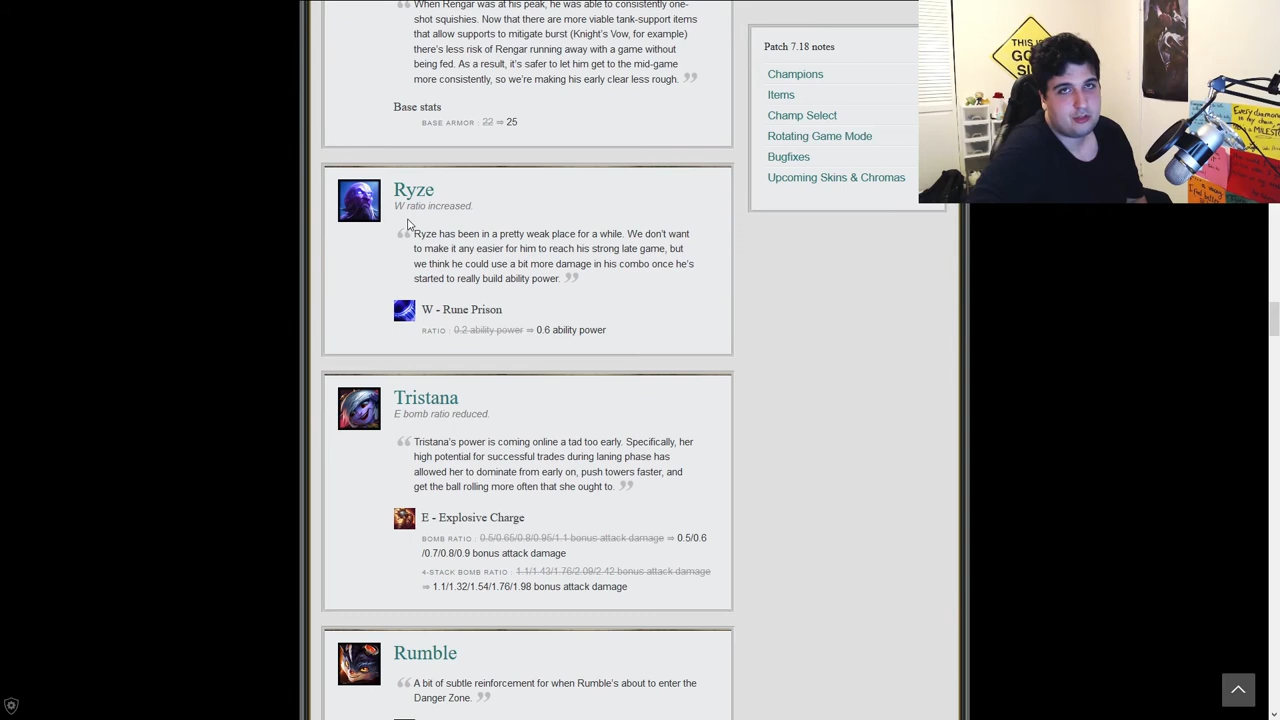 When Rengar was at his peak, he was able to consistently one-
shot squishies. Now that there are more viable tank-support items
that allow supports to mitigate burst (Knight's Vow, for example)
there's less risk of Rengar running away with a game without
being fed. As a result, it's safer to let him get to the mid-game
more consistently, so we're making his early clear less rough.
Base stats
BASE ARMOR : 22 ⇒ 25
Ryze
W ratio increased.
Ryze has been in a pretty weak place for a while. We don't want
to make it any easier for him to reach his strong late game, but
we think he could use a bit more damage in his combo once he's
started to really build ability power.
W - Rune Prison
RATIO : 0.2 ability power ⇒ 0.6 ability power
Tristana
E bomb ratio reduced.
Tristana's power is coming online a tad too early. Specifically, her
high potential for successful trades during laning phase has
allowed her to dominate from early on, push towers faster, and
get the ball rolling more often that she ought to.
E - Explosive Charge
BOMB RATIO : 0.5/0.65/0.8/0.95/1.1 bonus attack damage ⇒ 0.5/0.6
/0.7/0.8/0.9 bonus attack damage
4-STACK BOMB RATIO : 1.1/1.43/1.76/2.09/2.42 bonus attack damage
⇒ 1.1/1.32/1.54/1.76/1.98 bonus attack damage
Rumble
A bit of subtle reinforcement for when Rumble's about to enter the
Danger Zone.
Patch 7.18 notes
Champions
Items
Champ Select
Rotating Game Mode
Bugfixes
Upcoming Skins & Chromas
THIS IS
Every diamond